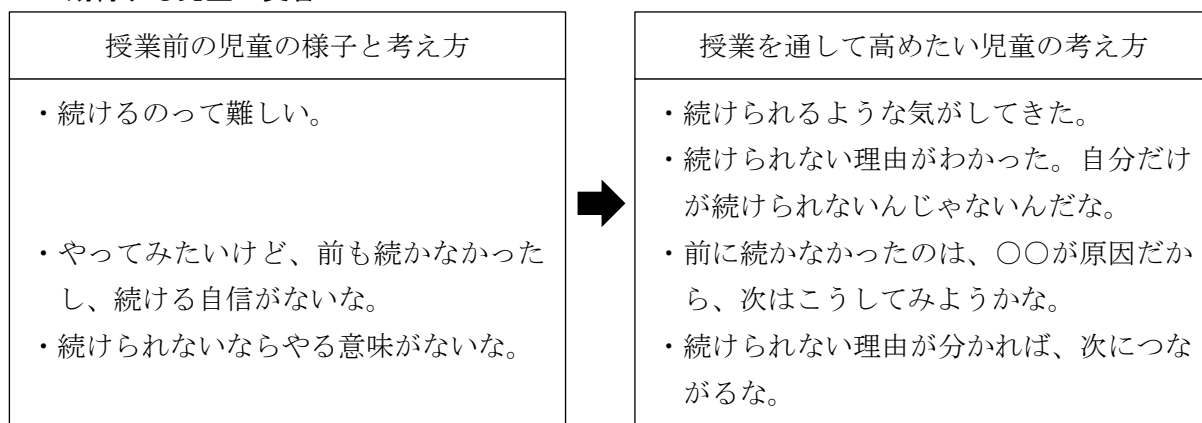 授業前の児童の様子と考え方
・続けるのって難しい。
・やってみたいけど、前も続かなかった
し、続ける自信がないな。
・続けられないならやる意味がないな。
授業を通して高めたい児童の考え方
・続けられるような気がしてきた。
・続けられない理由がわかった。自分だけ
が続けられないんじゃないんだな。
・前に続かなかったのは、○○が原因だか
ら、次はこうしてみようかな。
・続けられない理由が分かれば、次につな
がるな。